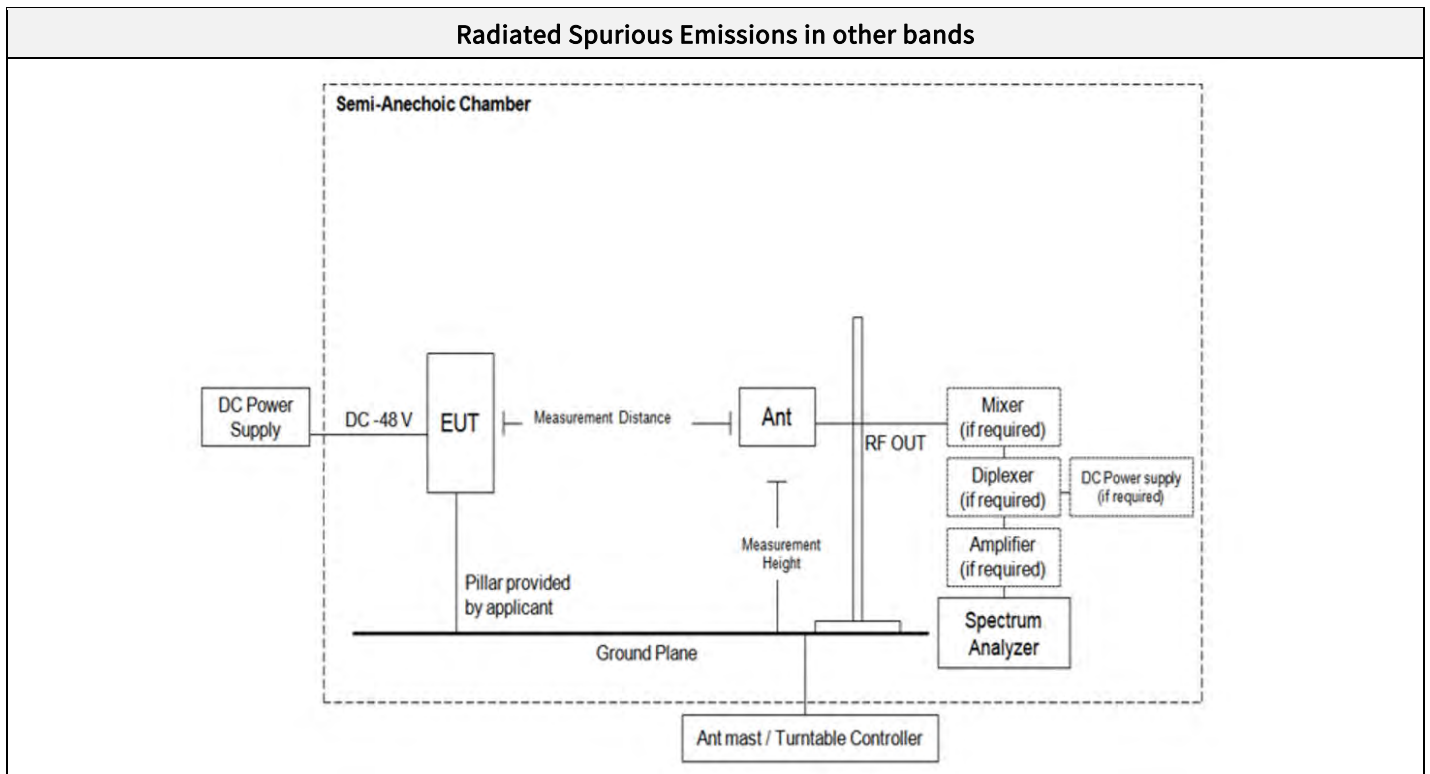 Radiated Spurious Emissions in other bands
Semi-Anechoic Chamber
DC Power
Supply
DC -48 V
EUT
Measurement Distance
Ant
RF OUT
Mixer
(if required)
Diplexer
(if required)
DC Power supply
(if required)
Amplifier
(if required)
Spectrum
Analyzer
Measurement
Height
Pillar provided
by applicant
Ground Plane
Ant mast / Turntable Controller